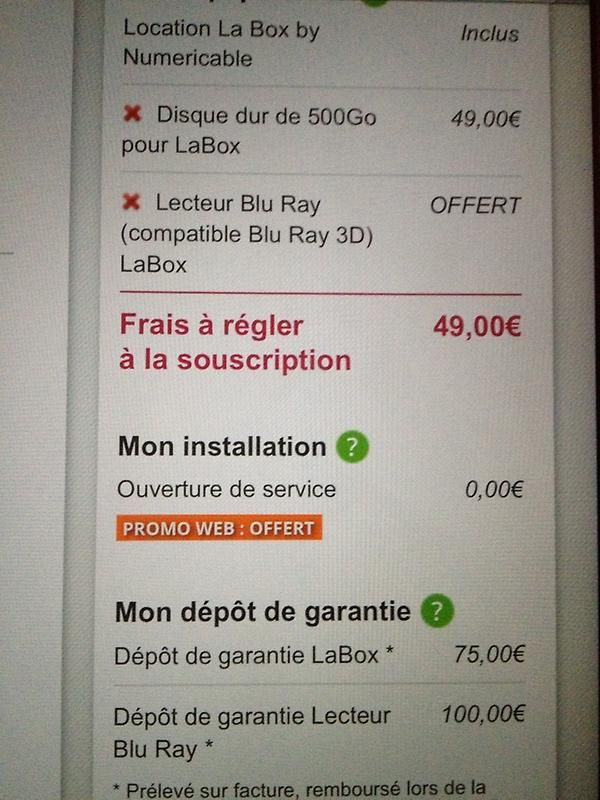 Location La Box by Inclus
Numericable
Disque dur de 500Go 49,00€
pour LaBox
Lecteur Blu Ray OFFERT
(compatible Blu Ray 3D)
LaBox
Frais à régler 49,00€
à la souscription
Mon installation ?
Ouverture de service 0,00€
PROMO WEB : OFFERT
Mon dépôt de garantie ?
Dépôt de garantie LaBox * 75,00€
Dépôt de garantie Lecteur 100,00€
Blu Ray *
* Prélevé sur facture, remboursé lors de la